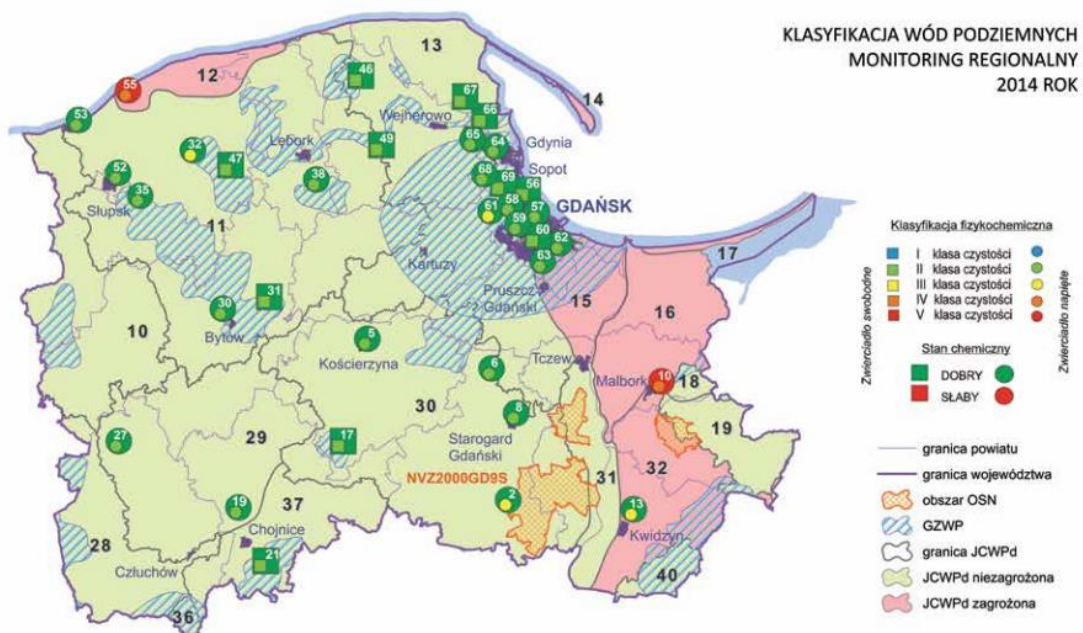 KLASYFIKACJA WÓD PODZIEMNYCH
MONITORING REGIONALNY
2014 ROK
13
46
12
55
67
14
53
Wejherowo
66
Lębork
49
65
64
Gdynia
32
47
Sopot
52
38
68
69
56
35
61
58
57
GDAŃSK
Słupsk
59
11
60
62
17
Kartuzy
63
31
Pruszcz
Gdański
15
16
30
10
Bytów
5
Kościerzyna
Tczew
6
10
18
Malbork
30
8
19
27
29
17
Starogard
Gdański
32
NVZ2000GD9S
31
2
13
19
37
Chojnice
Kwidzyn
28
21
Człuchów
40
36
Klasyfikacja fizykochemiczna
I klasa czystości
II klasa czystości
III klasa czystości
IV klasa czystości
V klasa czystości
Zwierciadło swobodne
Zwierciadło napięte
Stan chemiczny
DOBRY
SŁABY
granica powiatu
granica województwa
obszar OSN
GZWP
granica JCWPd
JCWPd niezagrożona
JCWPd zagrożona